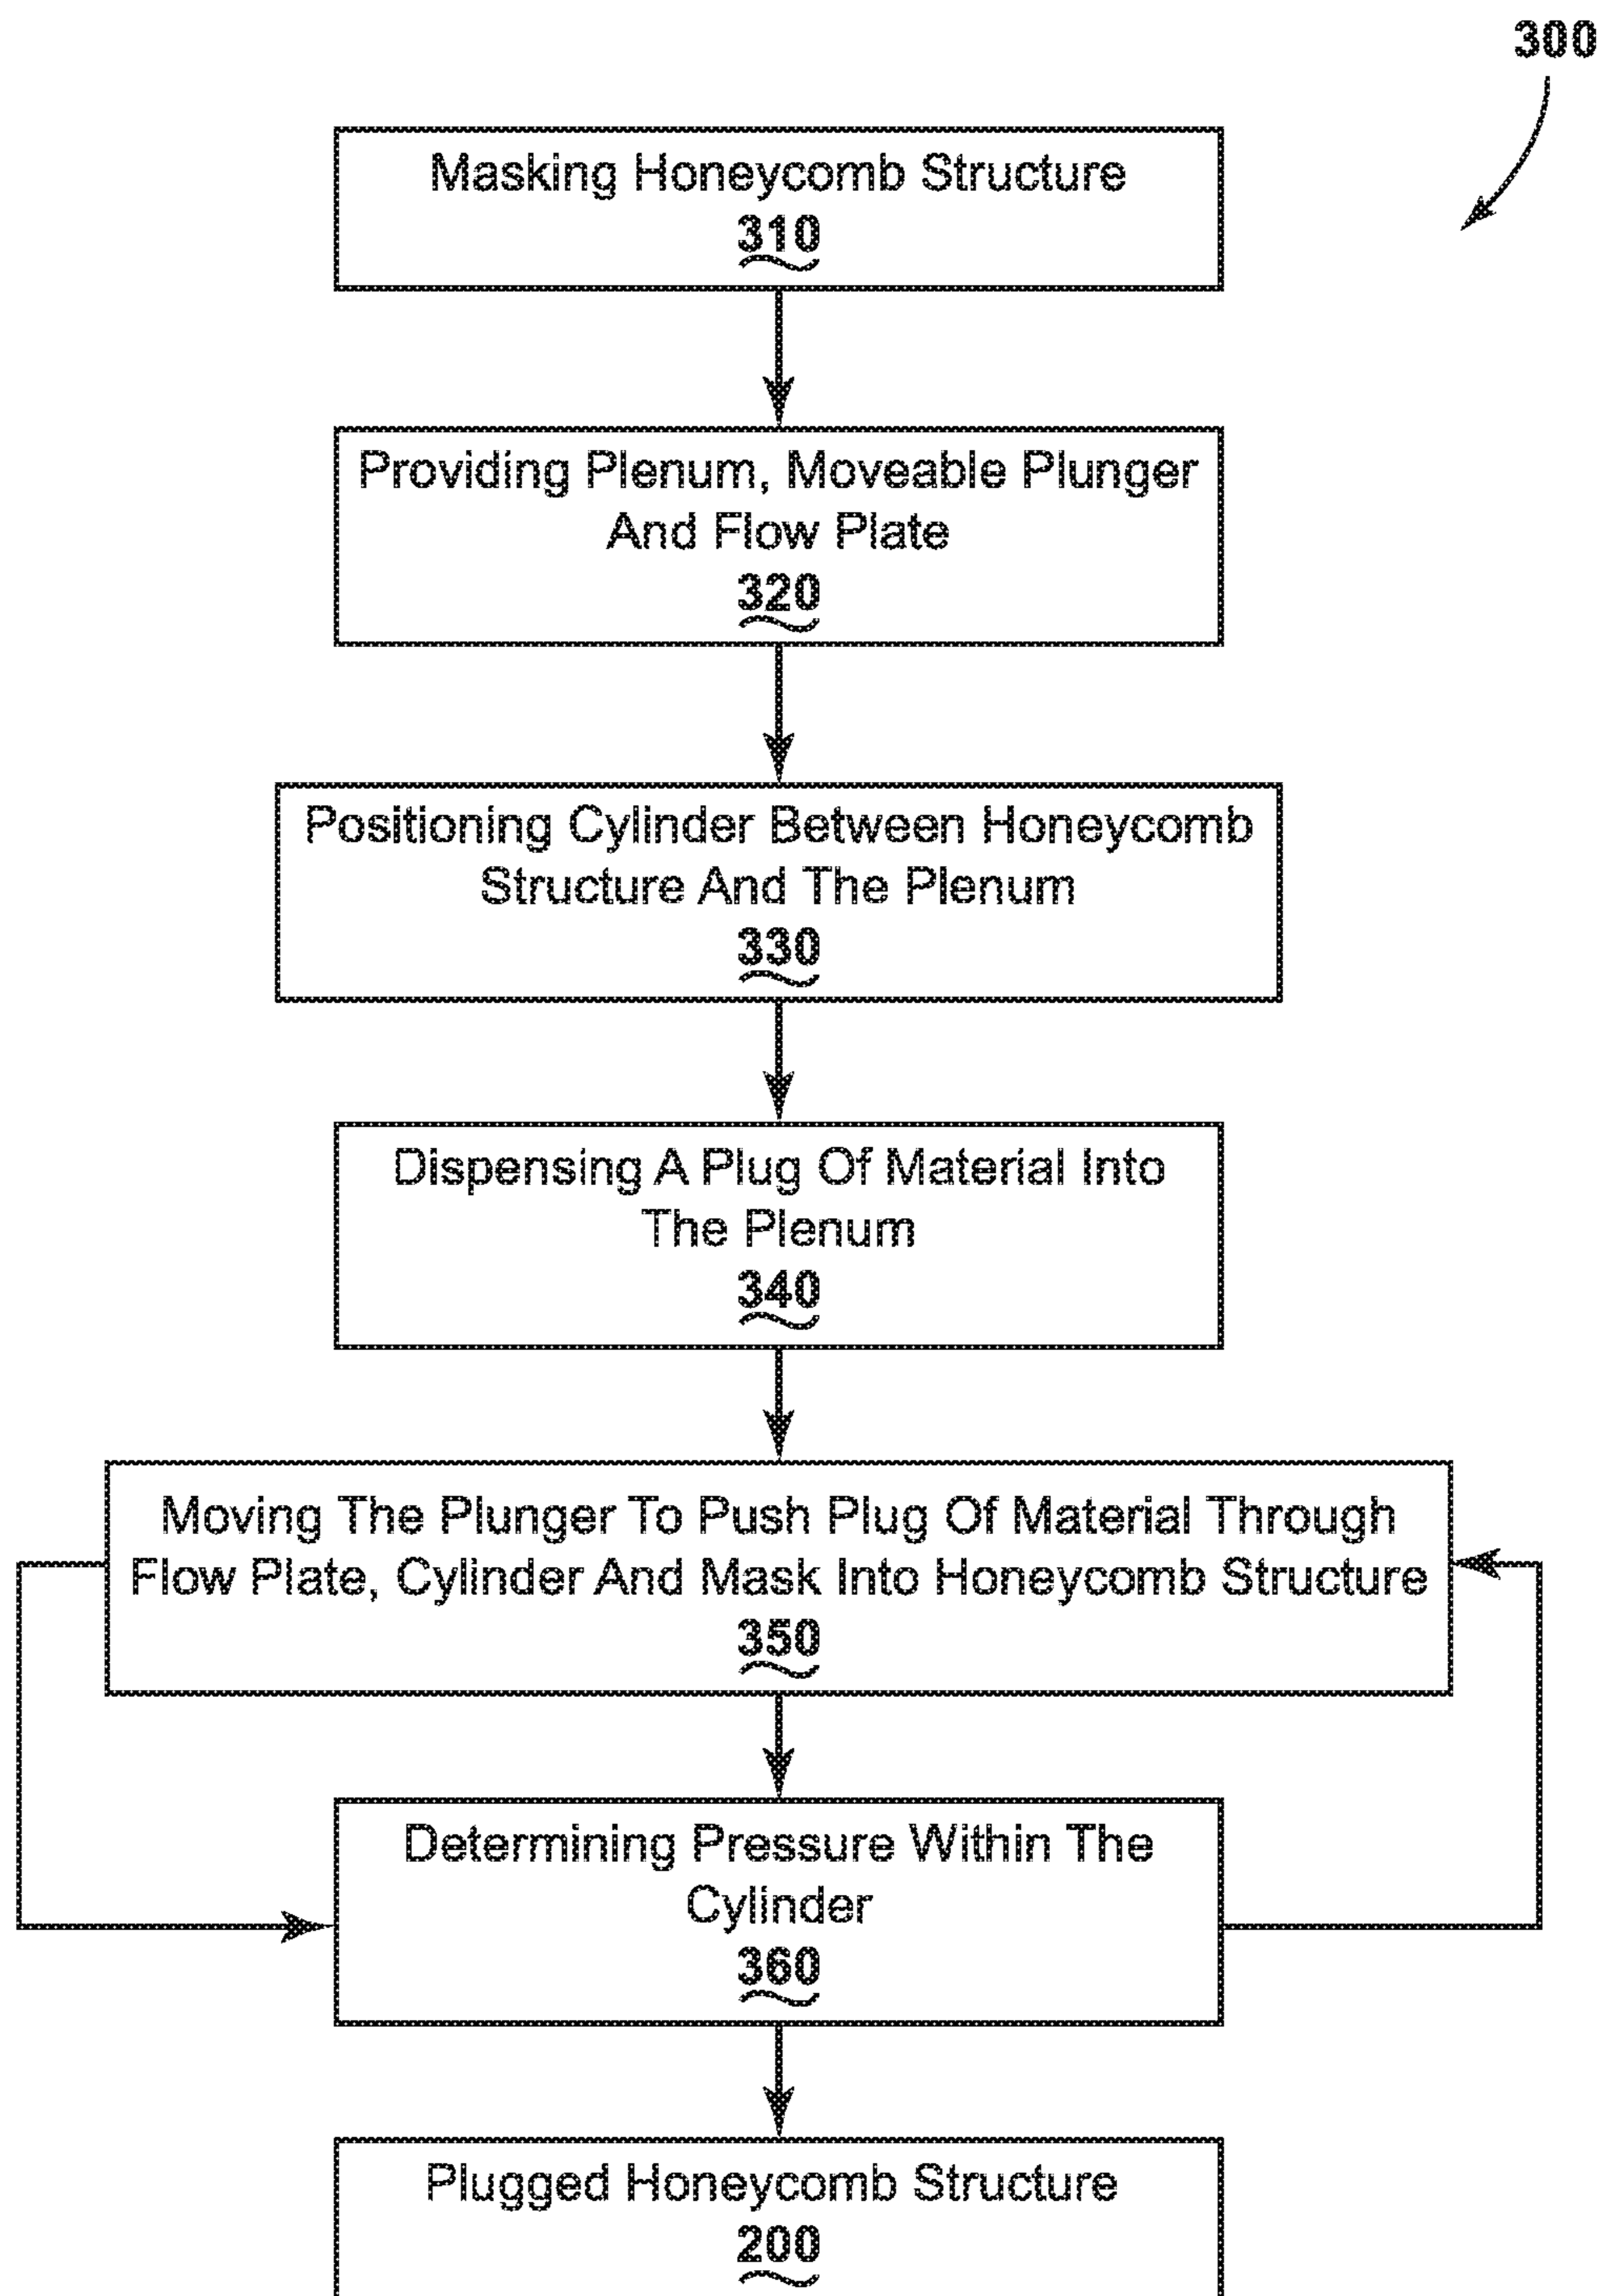 300
Masking Honeycomb Structure
310
Providing Plenum, Moveable Plunger
And Flow Plate
320
Positioning Cylinder Between Honeycomb
Structure And The Plenum
330
Dispensing A Plug Of Material Into
The Plenum
340
Moving The Plunger To Push Plug Of Material Through
Flow Plate, Cylinder And Mask Into Honeycomb Structure
350
Determining Pressure Within The
Cylinder
360
Plugged Honeycomb Structure
200